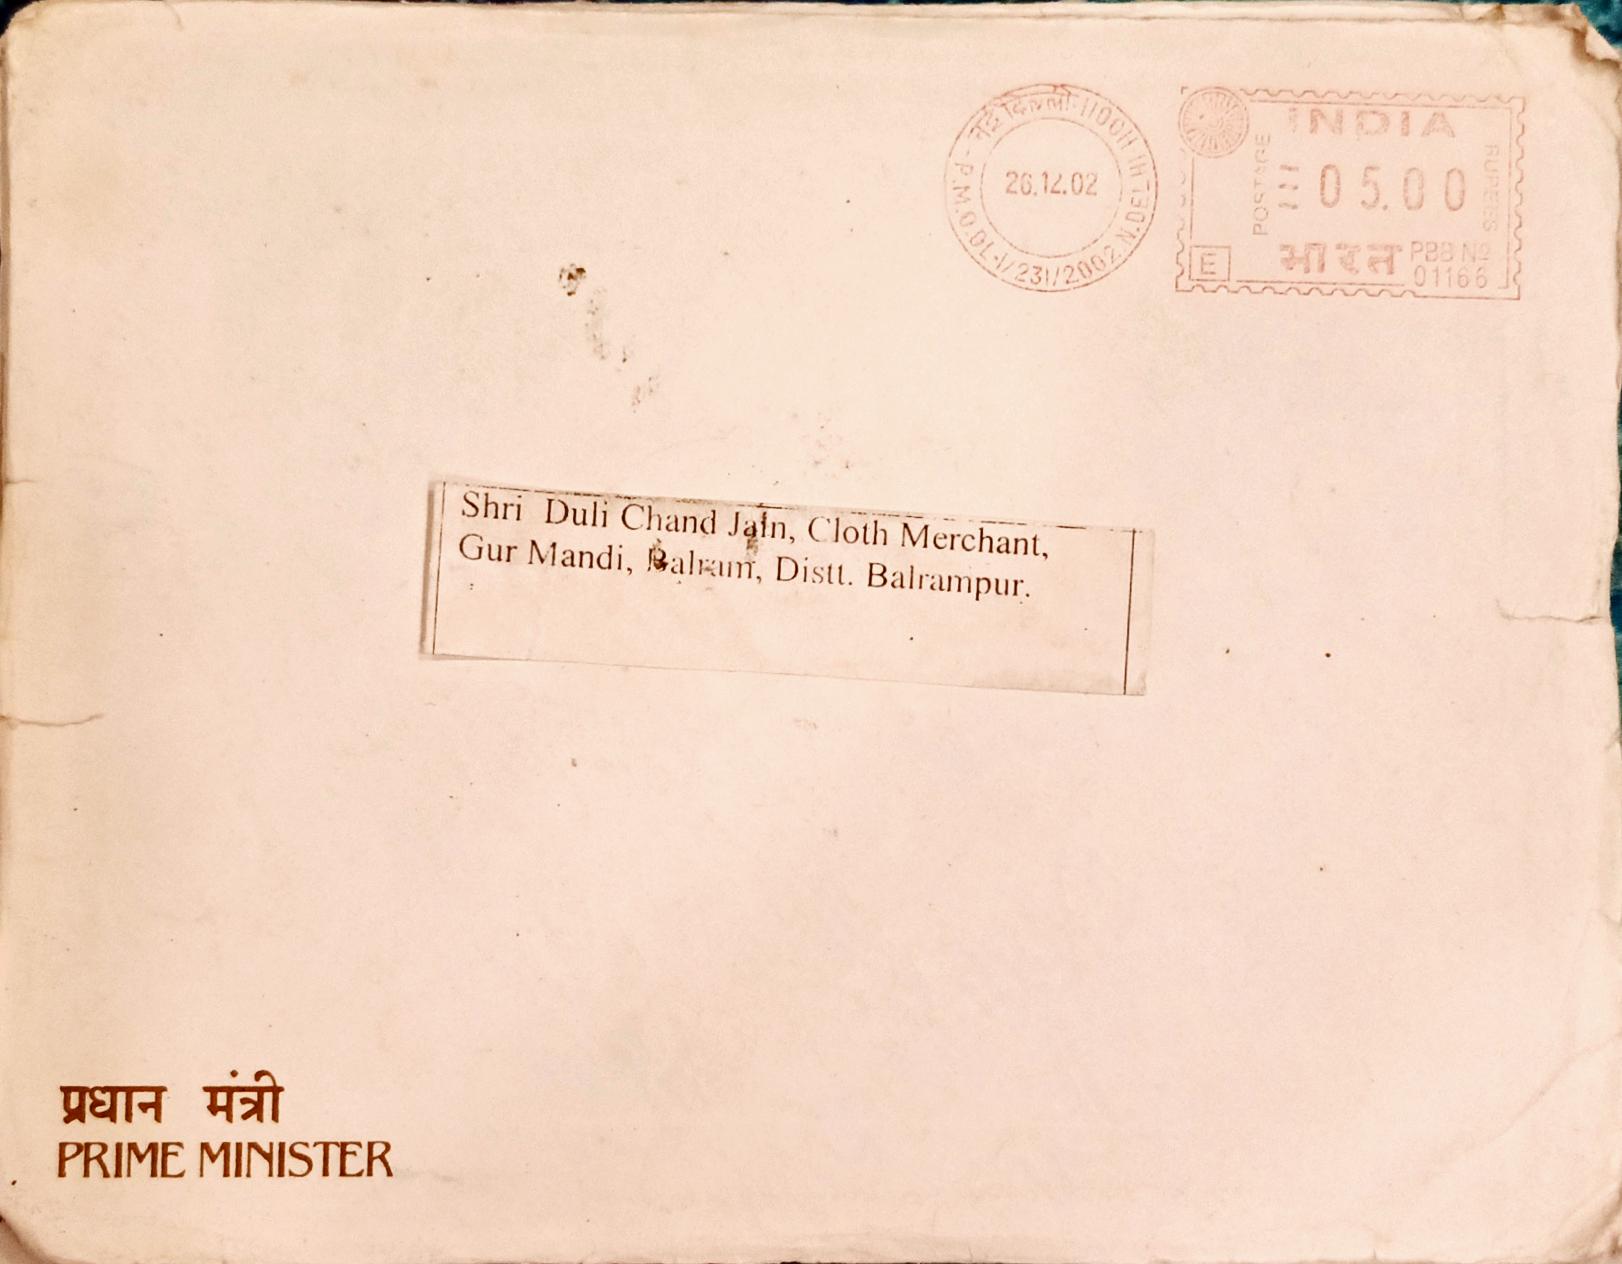 नई दिल्ली-110011 N.DELHI
P.M.O.DL-1/231/2002
26.12.02
INDIA
POSTAGE
05.00
RUPEES
E
भारत
PBB No
01166
Shri Duli Chand Jain, Cloth Merchant,
Gur Mandi, Balram, Distt. Balrampur.
प्रधान मंत्री
PRIME MINISTER